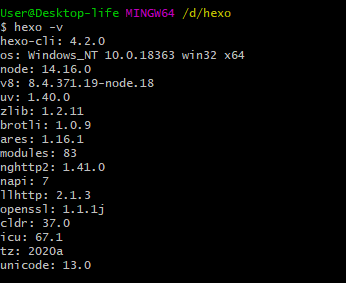 User@Desktop-life MINGW64 /d/hexo
$ hexo -v
hexo-cli: 4.2.0
os: Windows_NT 10.0.18363 win32 x64
node: 14.16.0
v8: 8.4.371.19-node.18
uv: 1.40.0
zlib: 1.2.11
brotli: 1.0.9
ares: 1.16.1
modules: 83
nghttp2: 1.41.0
napi: 7
llhttp: 2.1.3
openssl: 1.1.1j
cldr: 37.0
icu: 67.1
tz: 2020a
unicode: 13.0